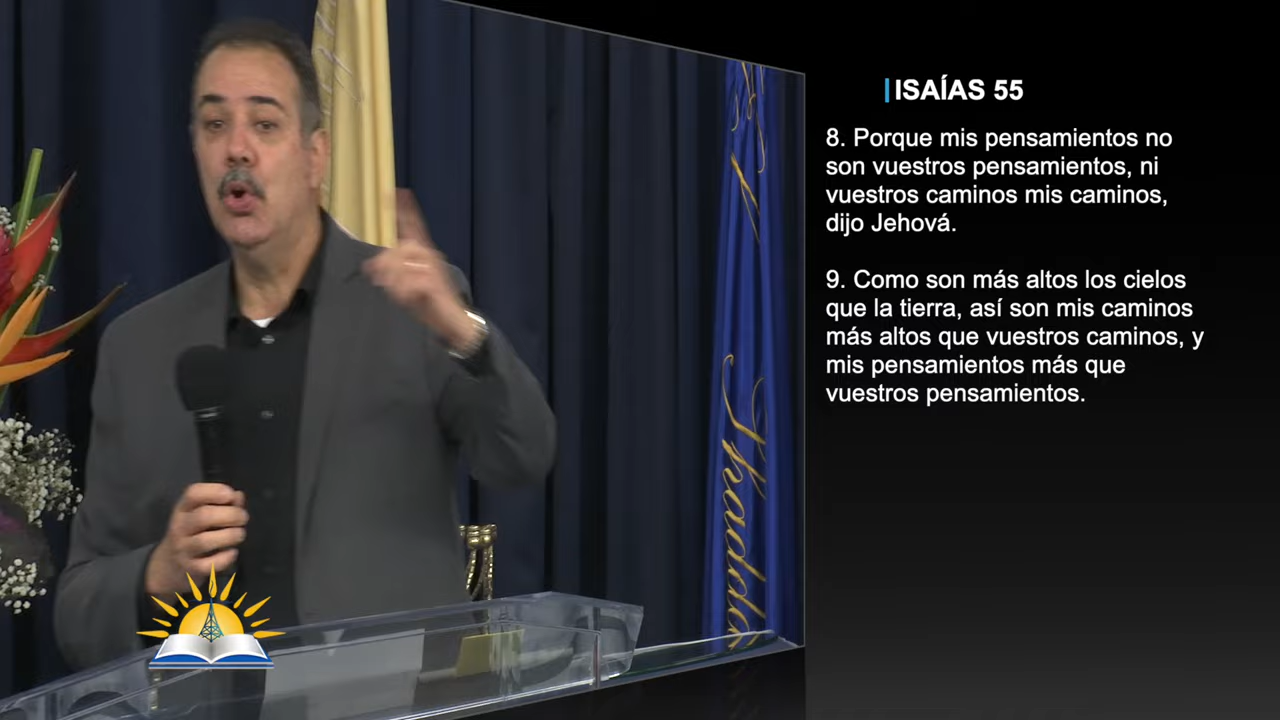 ISAÍAS 55
8. Porque mis pensamientos no
son vuestros pensamientos, ni
vuestros caminos mis caminos,
dijo Jehová.
9. Como son más altos los cielos
que la tierra, así son mis caminos
más altos que vuestros caminos, y
mis pensamientos más que
vuestros pensamientos.